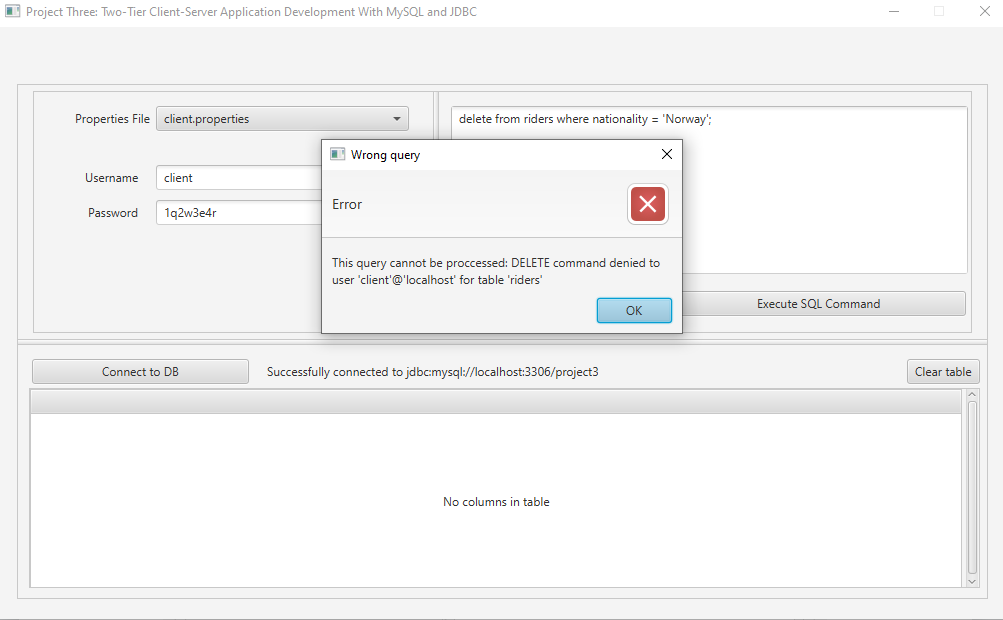 Project Three: Two-Tier Client-Server Application Development With MySQL and JDBC
Properties File
client.properties
Username
client
Password
1q2w3e4r
delete from riders where nationality = 'Norway';
Wrong query
Error
This query cannot be proccessed: DELETE command denied to
user 'client'@'localhost' for table 'riders'
OK
Execute SQL Command
Connect to DB
Successfully connected to jdbc:mysql://localhost:3306/project3
Clear table
No columns in table